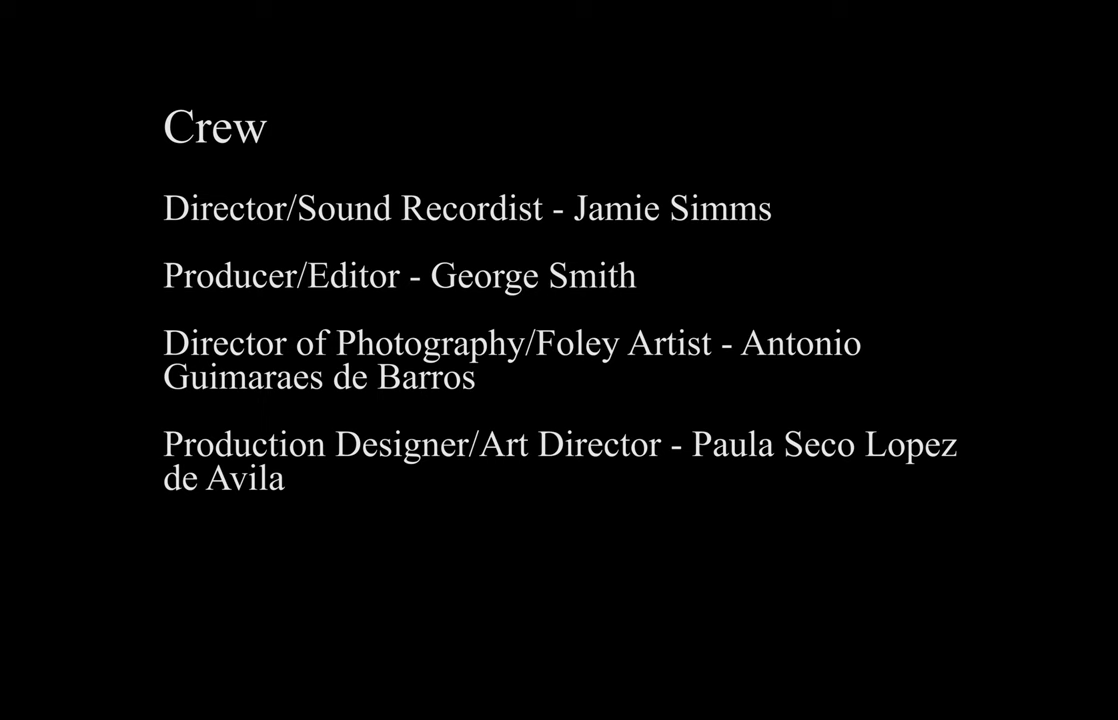 Crew
Director/Sound Recordist - Jamie Simms
Producer/Editor - George Smith
Director of Photography/Foley Artist - Antonio
Guimaraes de Barros
Production Designer/Art Director - Paula Seco Lopez
de Avila